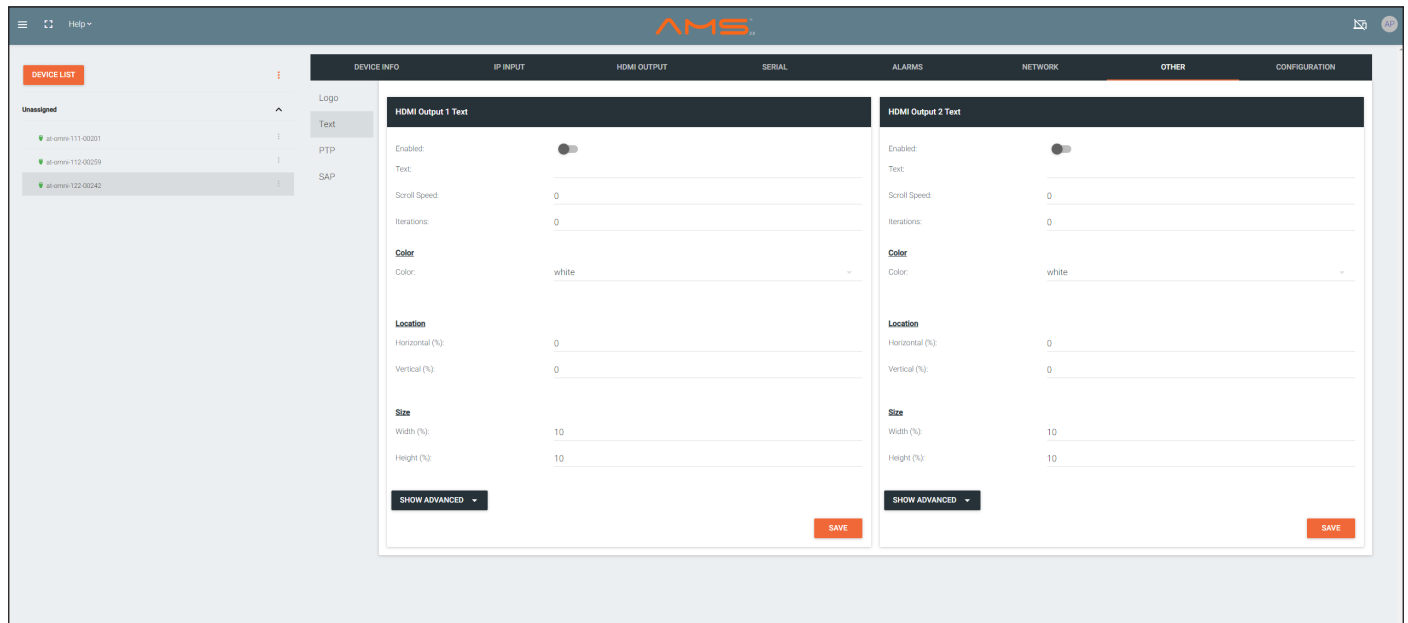 Help
AMS
AP
DEVICE LIST
Unassigned
at-omni-111-00201
at-omni-112-00259
at-omni-122-00242
DEVICE INFO IP INPUT HDMI OUTPUT SERIAL ALARMS NETWORK OTHER CONFIGURATION
Logo
Text
PTP
SAP
HDMI Output 1 Text
Enabled:
Text:
Scroll Speed: 0
Iterations: 0
Color
Color: white
Location
Horizontal (%): 0
Vertical (%): 0
Size
Width (%): 10
Height (%): 10
SHOW ADVANCED
SAVE
HDMI Output 2 Text
Enabled:
Text:
Scroll Speed: 0
Iterations: 0
Color
Color: white
Location
Horizontal (%): 0
Vertical (%): 0
Size
Width (%): 10
Height (%): 10
SHOW ADVANCED
SAVE